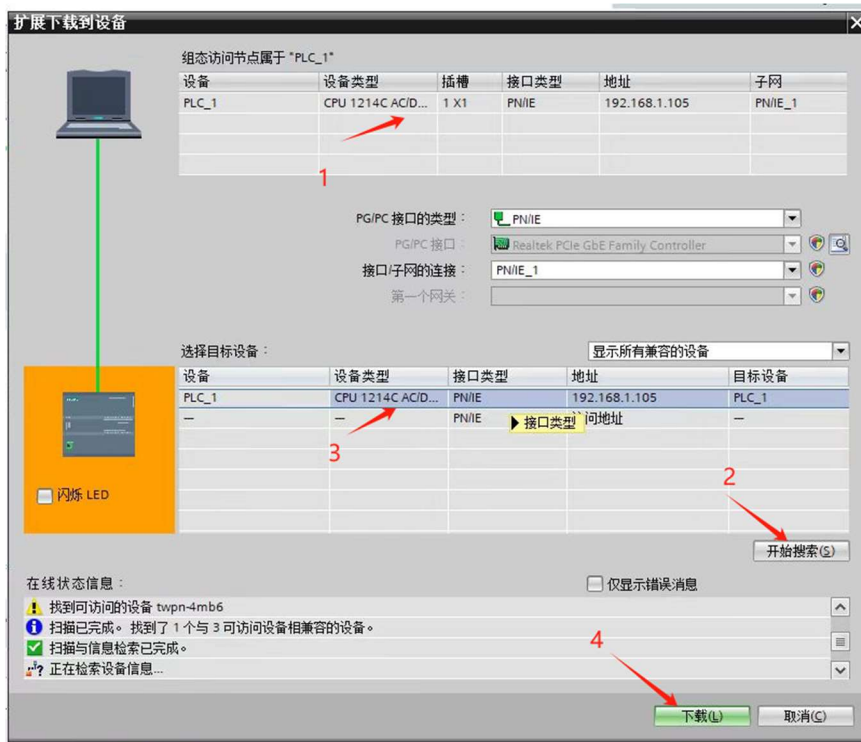 扩展下载到设备
组态访问节点属于 "PLC_1"
设备 设备类型 插槽 接口类型 地址 子网
PLC_1 CPU 1214C AC/D... 1 X1 PN/IE 192.168.1.105 PN/IE_1
1
PG/PC 接口的类型： PN/IE
PG/PC 接口： Realtek PCIe GbE Family Controller
接口/子网的连接： PN/IE_1
第一个网关：
选择目标设备： 显示所有兼容的设备
设备 设备类型 接口类型 地址 目标设备
PLC_1 CPU 1214C AC/D... PN/IE 192.168.1.105 PLC_1
— — PN/IE 访问地址 —
接口类型
3
2
闪烁 LED
开始搜索(S)
在线状态信息： 仅显示错误消息
找到可访问的设备 twpn-4mb6
扫描已完成。 找到了 1 个与 3 可访问设备相兼容的设备。
扫描与信息检索已完成。
正在检索设备信息...
4
下载(L) 取消(C)